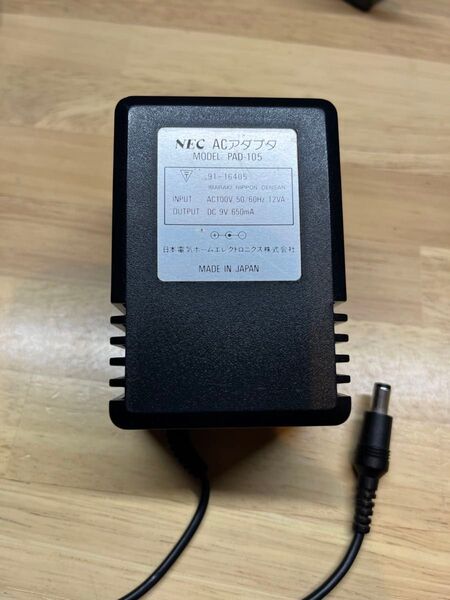 NEC ACアダプタ
MODEL PAD-105
91-16405
IBARAKI NIPPON DENSAN
INPUT AC100V 50/60Hz 12VA
OUTPUT DC 9V 650mA
日本電気ホームエレクトロニクス株式会社
MADE IN JAPAN